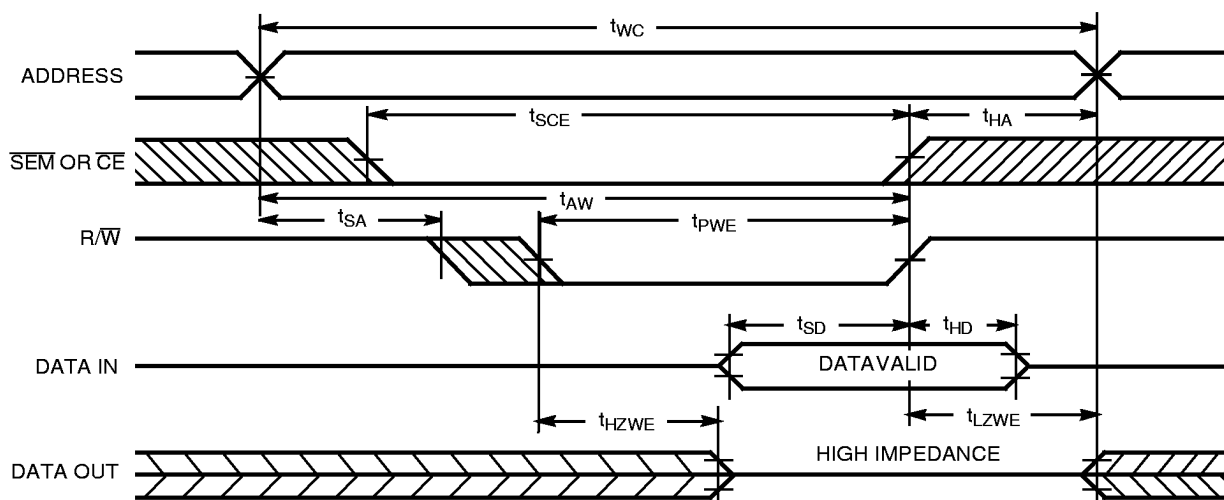 tWC
ADDRESS
tSCE
tHA
SEM OR CE
tAW
tSA
tPWE
R/W
tSD
tHD
DATA IN
DATAVALID
tHZWE
tLZWE
HIGH IMPEDANCE
DATA OUT